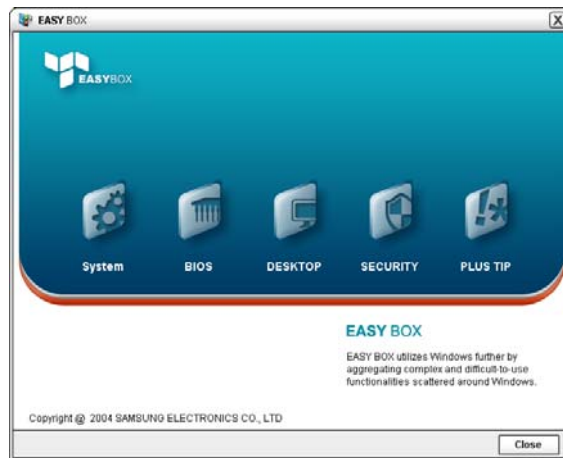 EASY BOX
X
EASYBOX
System
BIOS
DESKTOP
SECURITY
PLUS TIP
EASY BOX
EASY BOX utilizes Windows further by
aggregating complex and difficult-to-use
functionalities scattered around Windows.
Copyright @ 2004 SAMSUNG ELECTRONICS CO., LTD
Close